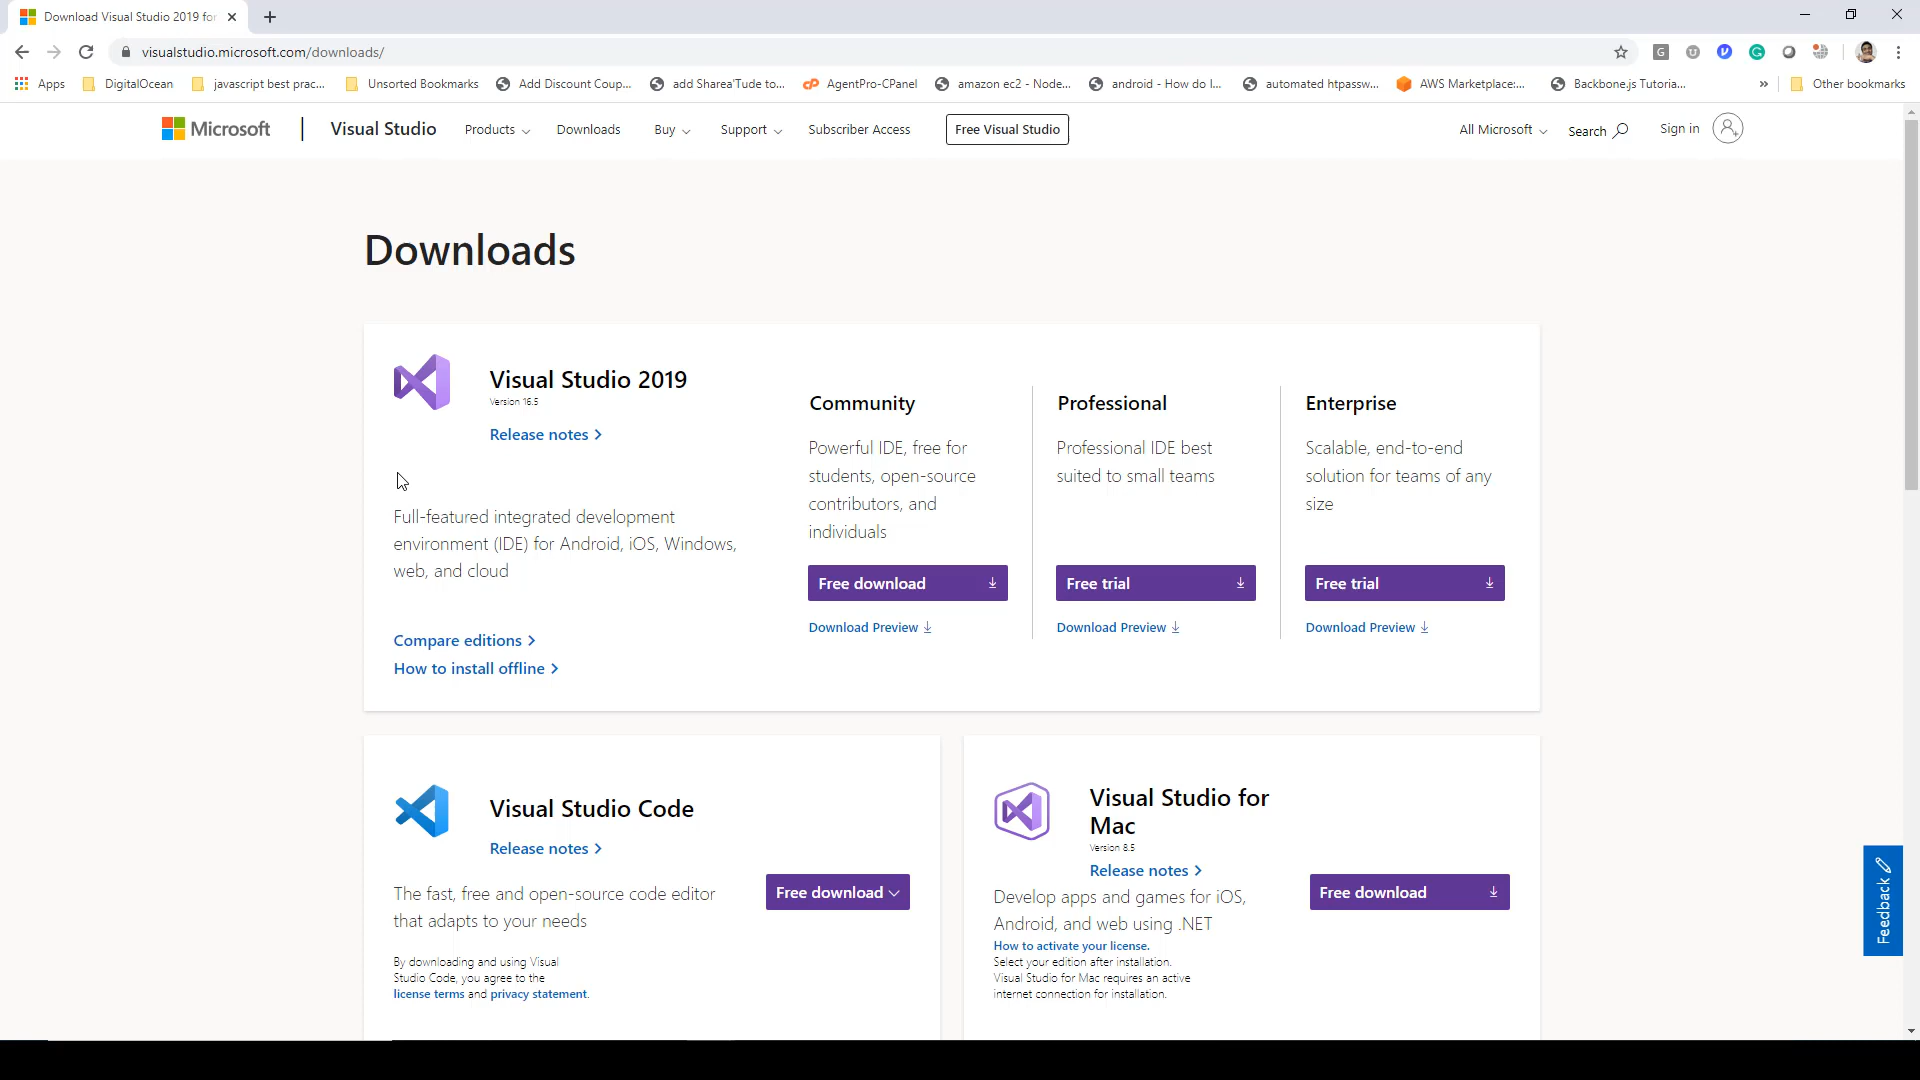 Download Visual Studio 2019 for
visualstudio.microsoft.com/downloads/
Apps DigitalOcean javascript best prac... Unsorted Bookmarks Add Discount Coup... add Sharea'Tude to... AgentPro-CPanel amazon ec2 - Node... android - How do I... automated htpassw... AWS Marketplace:... Backbone.js Tutoria... » Other bookmarks
Microsoft | Visual Studio Products Downloads Buy Support Subscriber Access Free Visual Studio All Microsoft Search Sign in
Downloads
Visual Studio 2019
Version 16.5
Release notes
Full-featured integrated development
environment (IDE) for Android, iOS, Windows,
web, and cloud
Compare editions
How to install offline
Community
Powerful IDE, free for
students, open-source
contributors, and
individuals
Free download
Download Preview
Professional
Professional IDE best
suited to small teams
Free trial
Download Preview
Enterprise
Scalable, end-to-end
solution for teams of any
size
Free trial
Download Preview
Visual Studio Code
Release notes
The fast, free and open-source code editor
that adapts to your needs
Free download
By downloading and using Visual
Studio Code, you agree to the
license terms and privacy statement.
Visual Studio for
Mac
Version 8.5
Release notes
Develop apps and games for iOS,
Android, and web using .NET
How to activate your license.
Select your edition after installation.
Visual Studio for Mac requires an active
internet connection for installation.
Free download
Feedback